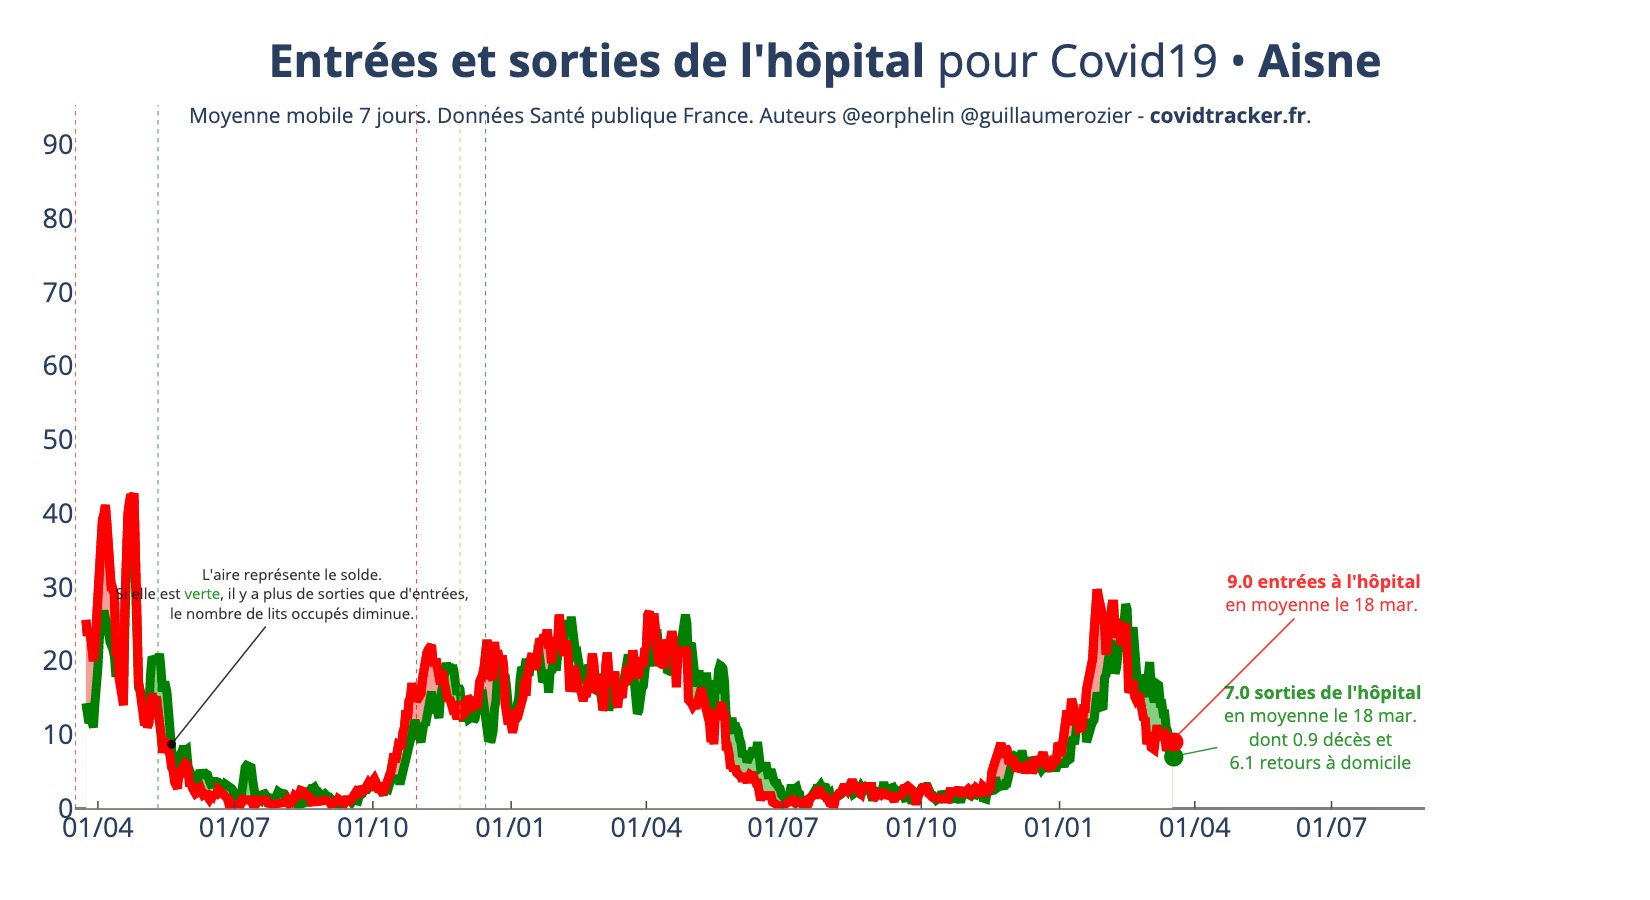 Entrées et sorties de l'hôpital pour Covid19 • Aisne
Moyenne mobile 7 jours. Données Santé publique France. Auteurs @eorphelin @guillaumerozier - covidtracker.fr.
90
80
70
60
50
40
30
20
10
0
L'aire représente le solde.
Si elle est verte, il y a plus de sorties que d'entrées,
le nombre de lits occupés diminue.
9.0 entrées à l'hôpital
en moyenne le 18 mar.
7.0 sorties de l'hôpital
en moyenne le 18 mar.
dont 0.9 décès et
6.1 retours à domicile
01/04 01/07 01/10 01/01 01/04 01/07 01/10 01/01 01/04 01/07